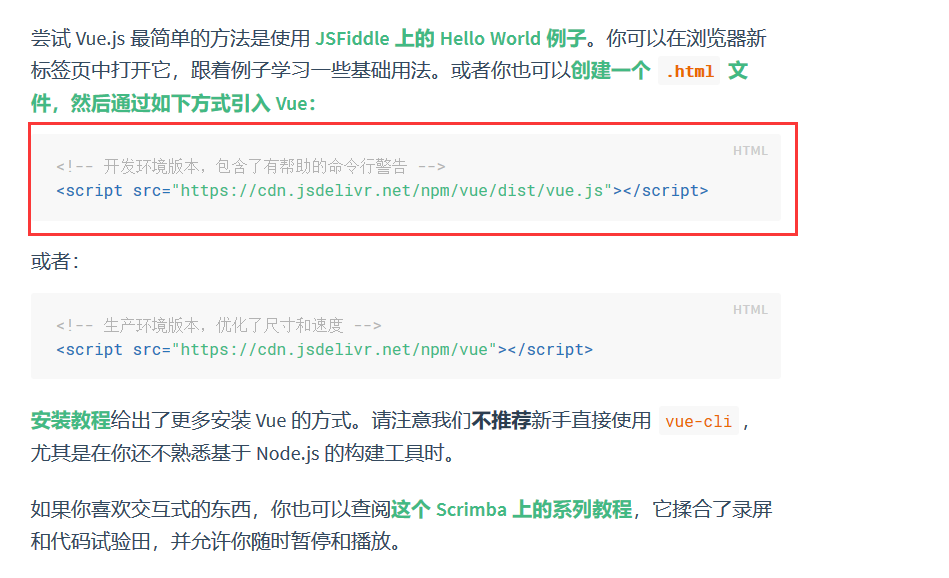 尝试 Vue.js 最简单的方法是使用 JSFiddle 上的 Hello World 例子。你可以在浏览器新
标签页中打开它，跟着例子学习一些基础用法。或者你也可以创建一个 .html 文
件，然后通过如下方式引入 Vue：
HTML
<!-- 开发环境版本，包含了有帮助的命令行警告 -->
<script src="https://cdn.jsdelivr.net/npm/vue/dist/vue.js"></script>
或者：
HTML
<!-- 生产环境版本，优化了尺寸和速度 -->
<script src="https://cdn.jsdelivr.net/npm/vue"></script>
安装教程给出了更多安装 Vue 的方式。请注意我们不推荐新手直接使用 vue-cli，
尤其是在你还不熟悉基于 Node.js 的构建工具时。
如果你喜欢交互式的东西，你也可以查阅这个 Scrimba 上的系列教程，它揉合了录屏
和代码试验田，并允许你随时暂停和播放。